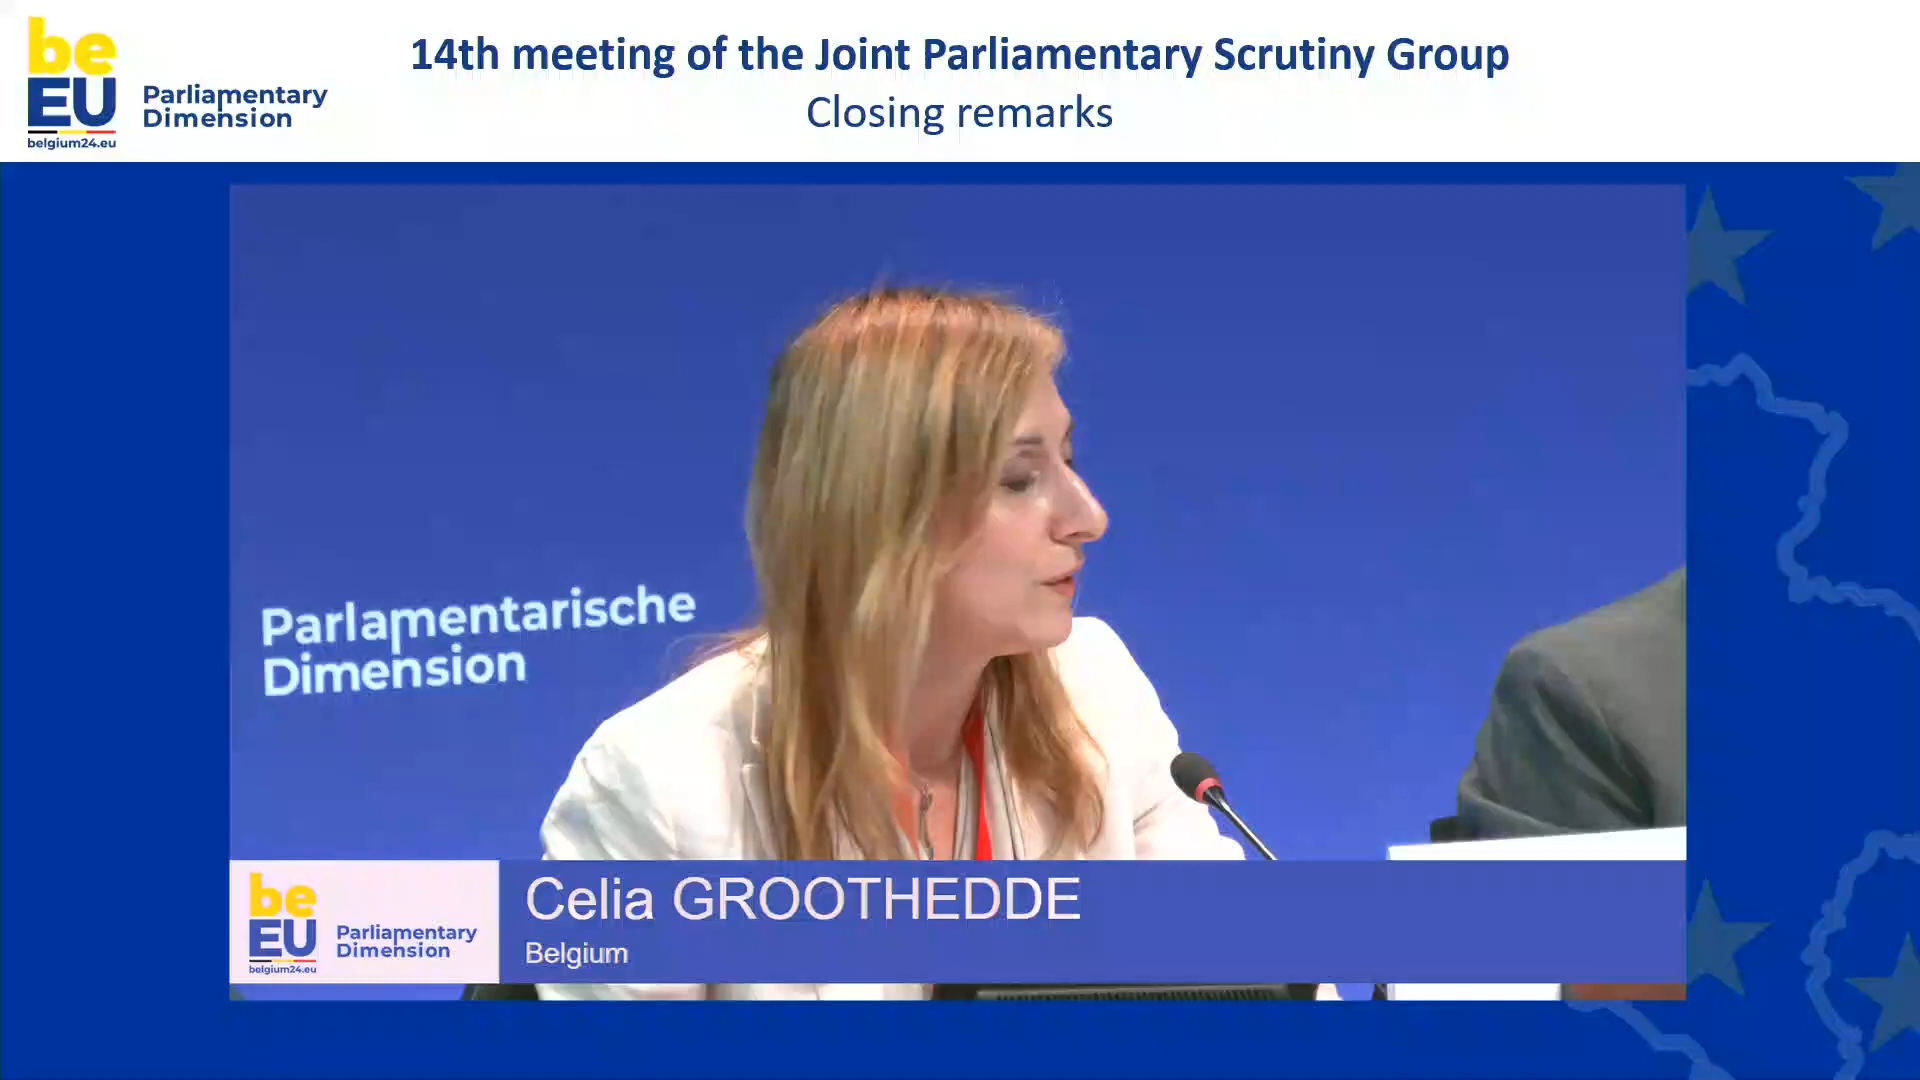 be
EU
belgium24.eu
Parliamentary
Dimension
14th meeting of the Joint Parliamentary Scrutiny Group
Closing remarks
Parlamentarische
Dimension
be
EU
belgium24.eu
Parliamentary
Dimension
Celia GROOTHEDDE
Belgium